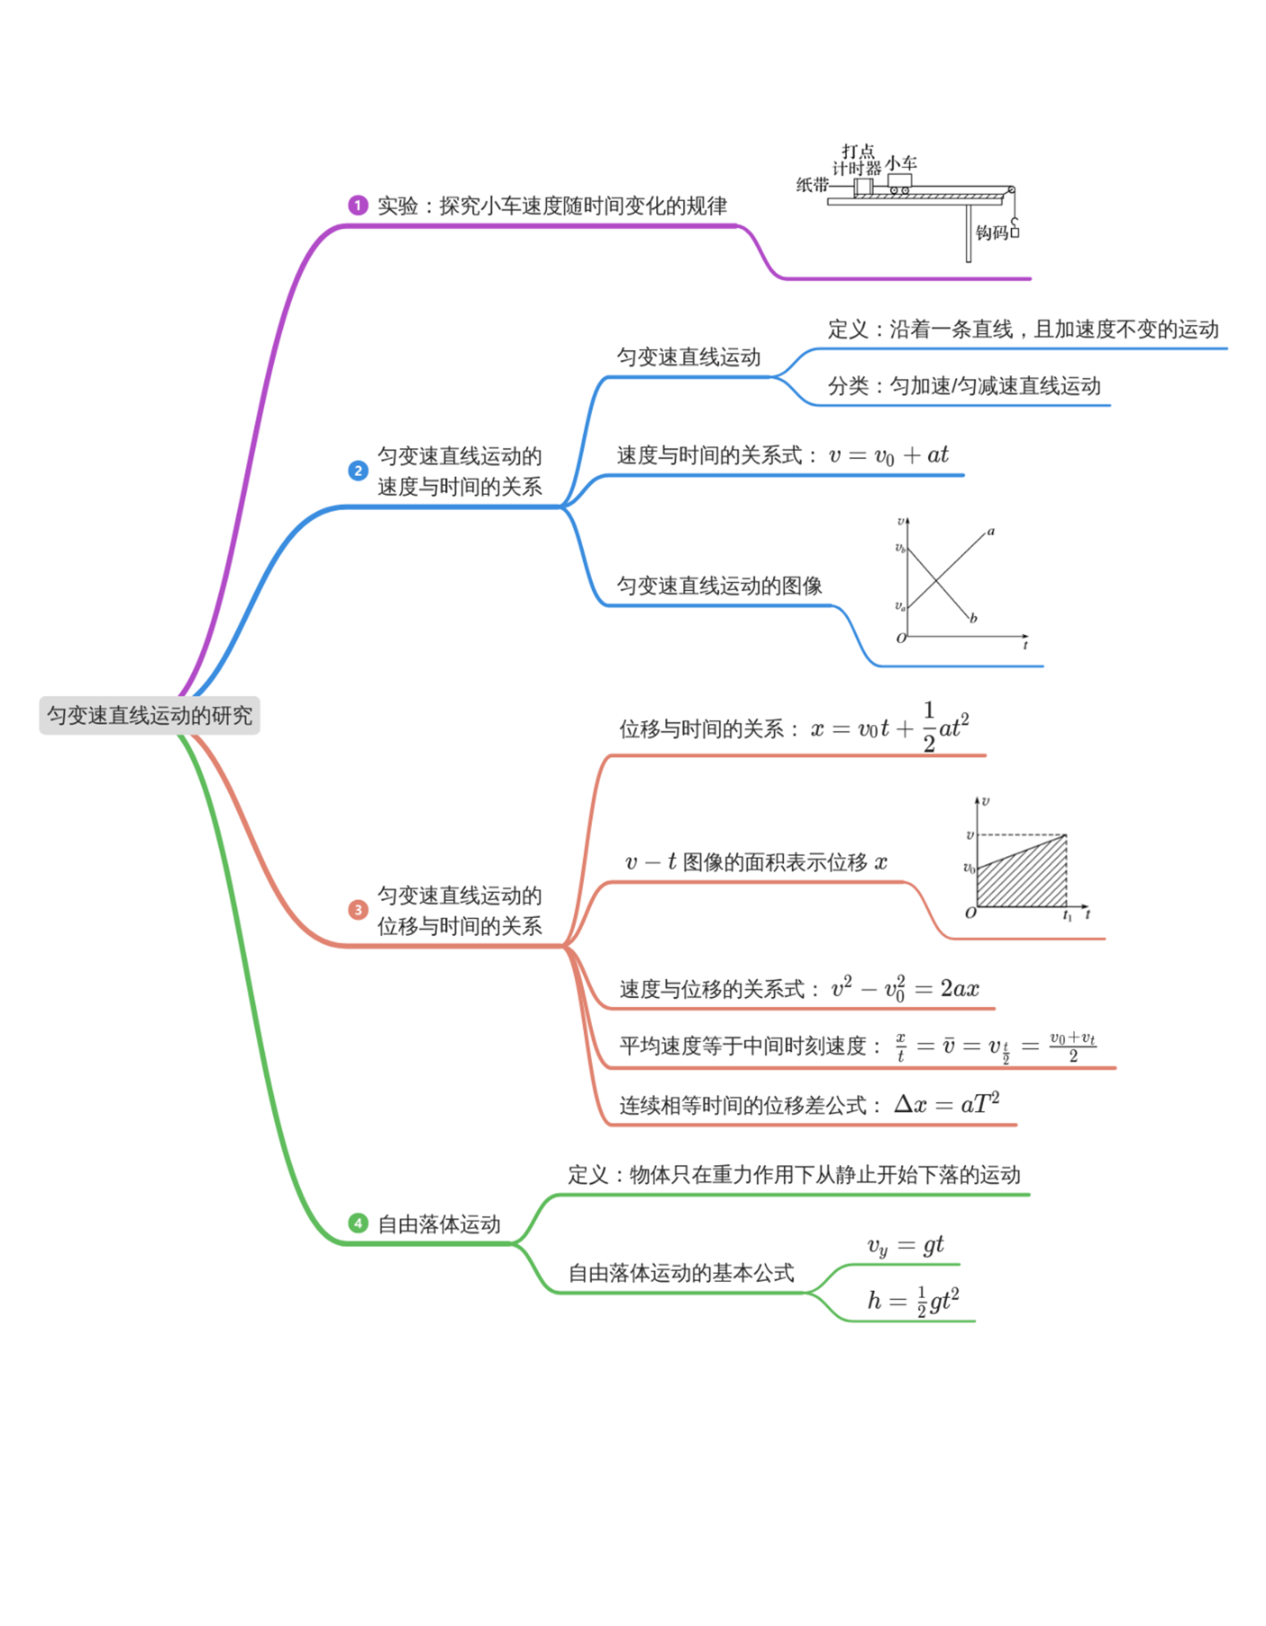 匀变速直线运动的研究
1 实验：探究小车速度随时间变化的规律
打点
计时器 小车
纸带
钩码
2 匀变速直线运动的
速度与时间的关系
匀变速直线运动
定义：沿着一条直线，且加速度不变的运动
分类：匀加速/匀减速直线运动
速度与时间的关系式： v = v₀ + at
匀变速直线运动的图像
v
a
v_b
v_a
b
O
t
3 匀变速直线运动的
位移与时间的关系
位移与时间的关系： x = v₀t + 1/2 at²
v − t 图像的面积表示位移 x
v
v
v₀
O
t₁ t
速度与位移的关系式： v² − v₀² = 2ax
平均速度等于中间时刻速度： x/t = v̄ = v_{t/2} = (v₀+v_t)/2
连续相等时间的位移差公式： Δx = aT²
4 自由落体运动
定义：物体只在重力作用下从静止开始下落的运动
自由落体运动的基本公式
v_y = gt
h = 1/2 gt²